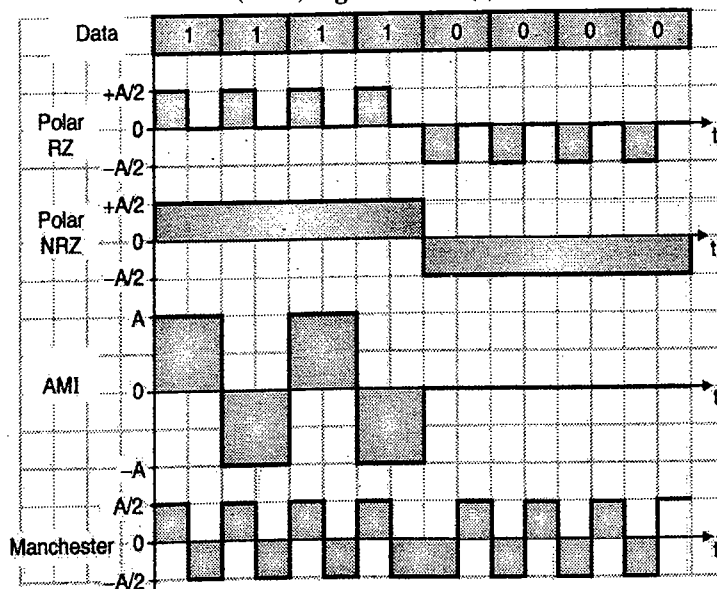 Data 1 1 1 1 0 0 0 0
+A/2
Polar
RZ
0
t
–A/2
+A/2
Polar
NRZ
0
t
–A/2
A
AMI
0
t
–A
A/2
Manchester
0
t
–A/2